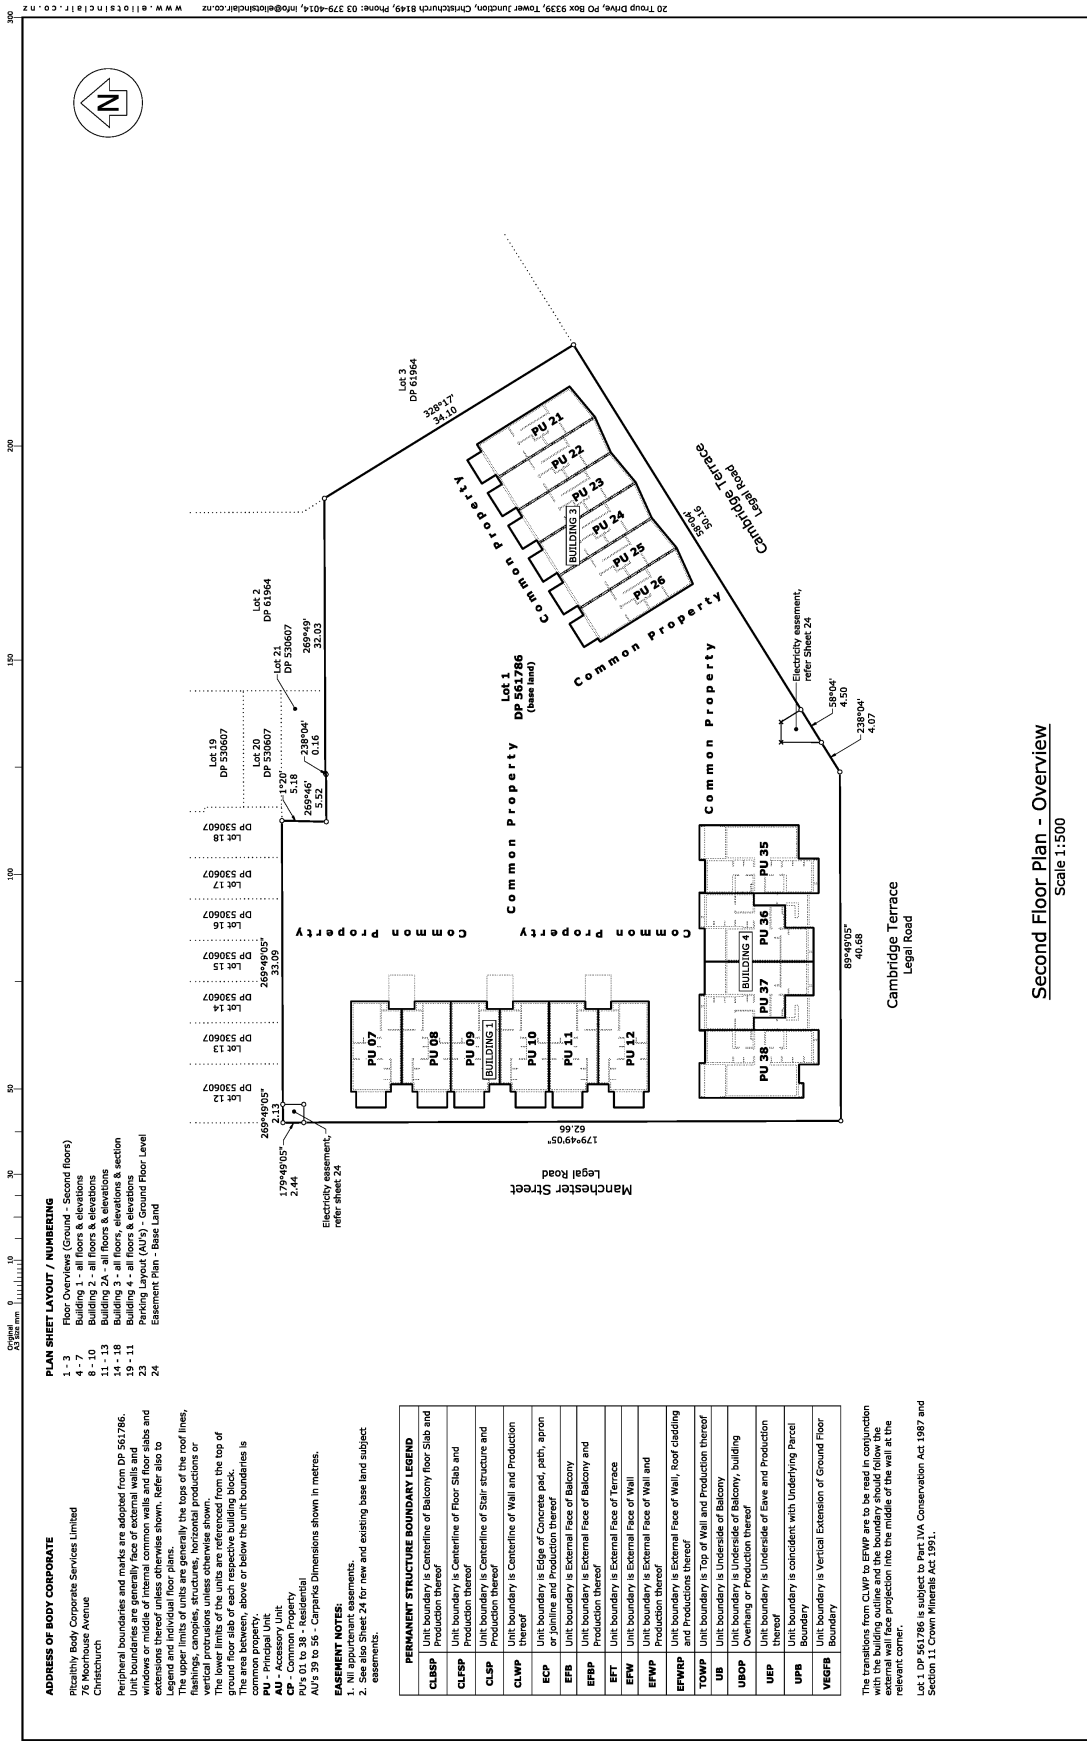 ADDRESS OF BODY CORPORATE
Pitcaithly Body Corporate Services Limited
76 Moorhouse Avenue
Christchurch
Peripheral boundaries and marks are adopted from DP 561786.
Unit boundaries are generally face of external walls and
windows or middle of internal common walls and floor slabs and
extensions thereof unless otherwise shown. Refer also to
Legend and individual floor plans.
The upper limits of units are generally the tops of the roof lines,
flashings, canopies, structures, horizontal productions or
vertical protrusions unless otherwise shown.
The lower limits of the units are referenced from the top of
ground floor slab of each respective building block.
The area between, above or below the unit boundaries is
common property.
PU - Principal Unit
AU - Accessory Unit
CP - Common Property
PU's 01 to 38 - Residential
AU's 39 to 56 - Carparks Dimensions shown in metres.
EASEMENT NOTES:
1. Nil appurtenant easements.
2. See also Sheet 24 for new and existing base land subject
easements.
PERMANENT STRUCTURE BOUNDARY LEGEND
CLBSP Unit boundary is Centerline of Balcony floor Slab and
Production thereof
CLFSP Unit boundary is Centerline of Floor Slab and
Production thereof
CLSP Unit boundary is Centerline of Stair structure and
Production thereof
CLWP Unit boundary is Centerline of Wall and Production
thereof
ECP Unit boundary is Edge of Concrete pad, path, apron
or joinline and Production thereof
EFB Unit boundary is External Face of Balcony
EFBP Unit boundary is External Face of Balcony and
Production thereof
EFT Unit boundary is External Face of Terrace
EFW Unit boundary is External Face of Wall
EFWP Unit boundary is External Face of Wall and
Production thereof
EFWRP Unit boundary is External Face of Wall, Roof cladding
and Productions thereof
TOWP Unit boundary is Top of Wall and Production thereof
UB Unit boundary is Underside of Balcony
UBOP Unit boundary is Underside of Balcony, building
Overhang or Production thereof
UEP Unit boundary is Underside of Eave and Production
thereof
UPB Unit boundary is coincident with Underlying Parcel
Boundary
VEGFB Unit boundary is Vertical Extension of Ground Floor
Boundary
The transitions from CLWP to EFWP are to be read in conjunction
with the building outline and the boundary should follow the
external wall face projection into the middle of the wall at the
relevant corner.
Lot 1 DP 561786 is subject to Part IVA Conservation Act 1987 and
Section 11 Crown Minerals Act 1991.
Original
A3 size mm
0
10
30
50
100
150
200
300
PLAN SHEET LAYOUT / NUMBERING
1 - 3 Floor Overviews (Ground - Second floors)
4 - 7 Building 1 - all floors & elevations
8 - 10 Building 2 - all floors & elevations
11 - 13 Building 2A - all floors & elevations
14 - 18 Building 3 - all floors, elevations & section
19 - 11 Building 4 - all floors & elevations
23 Parking Layout (AU's) - Ground Floor Level
24 Easement Plan - Base Land
N
Lot 12
DP 530607
Lot 13
DP 530607
Lot 14
DP 530607
Lot 15
DP 530607
Lot 16
DP 530607
Lot 17
DP 530607
Lot 18
DP 530607
Lot 19
DP 530607
Lot 20
DP 530607
Lot 21
DP 530607
Lot 2
DP 61964
Lot 3
DP 61964
269°49'05"
2.13
269°49'05"
33.09
1°20'
5.18
269°46'
5.52
238°04'
0.16
269°49'
32.03
328°17'
34.10
179°49'05"
2.44
Electricity easement,
refer sheet 24
179°49'05"
62.66
Manchester Street
Legal Road
Common Property
Common Property
Common Property
Common Property
Common Property
Common Property
Lot 1
DP 561786
(base land)
PU 07
PU 08
PU 09
BUILDING 1
PU 10
PU 11
PU 12
PU 21
PU 22
PU 23
BUILDING 3
PU 24
PU 25
PU 26
PU 35
PU 36
BUILDING 4
PU 37
PU 38
58°04'
50.16
Cambridge Terrace
Legal Road
Electricity easement,
refer Sheet 24
58°04'
4.50
238°04'
4.07
89°49'05"
40.68
Cambridge Terrace
Legal Road
Second Floor Plan - Overview
Scale 1:500
20 Troup Drive, PO Box 9339, Tower Junction, Christchurch 8149, Phone: 03 379-4014, info@eliotsinclair.co.nz www.eliotsinclair.co.nz